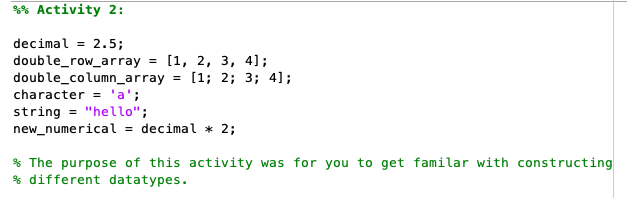 %% Activity 2:
decimal = 2.5;
double_row_array = [1, 2, 3, 4];
double_column_array = [1; 2; 3; 4];
character = 'a';
string = "hello";
new_numerical = decimal * 2;
% The purpose of this activity was for you to get familar with constructing
% different datatypes.